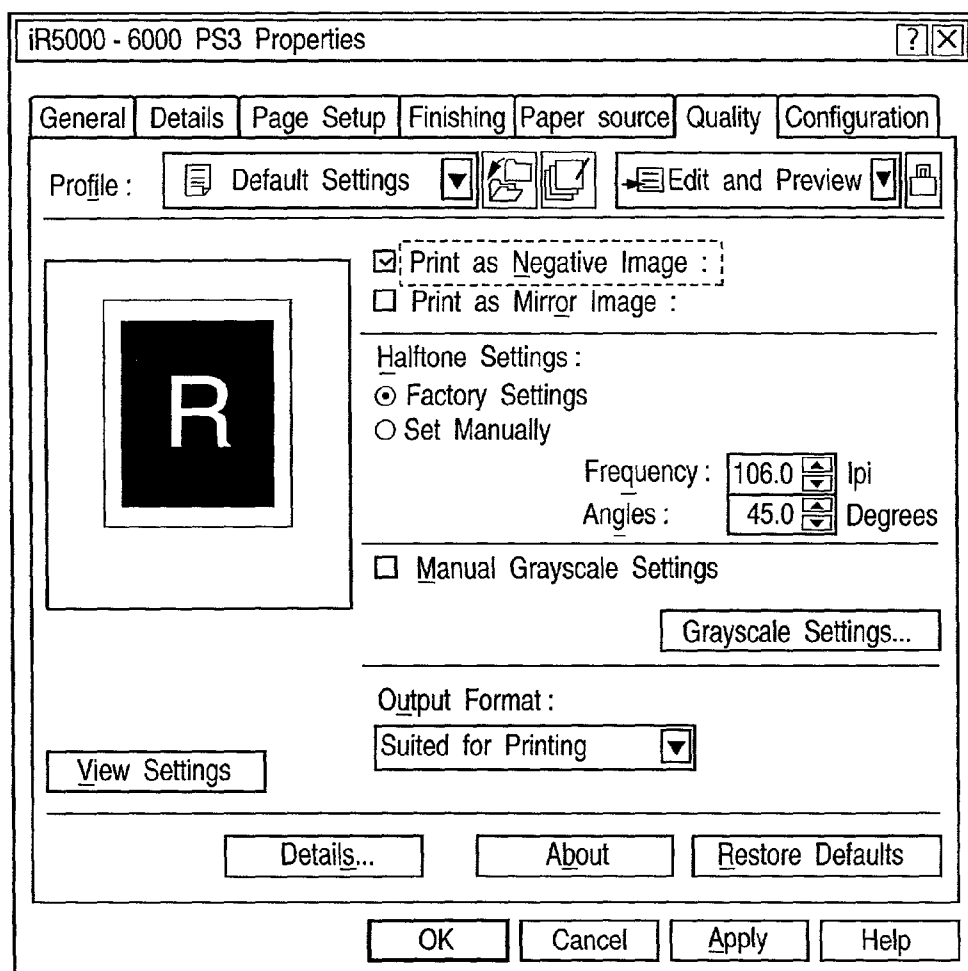 iR5000 - 6000 PS3 Properties ?
General Details Page Setup Finishing Paper source Quality Configuration
Profile : Default Settings Edit and Preview
Print as Negative Image :
Print as Mirror Image :
R
Halftone Settings :
Factory Settings
Set Manually
Frequency : 106.0 lpi
Angles : 45.0 Degrees
Manual Grayscale Settings
Grayscale Settings...
Output Format :
Suited for Printing
View Settings
Details... About Restore Defaults
OK Cancel Apply Help